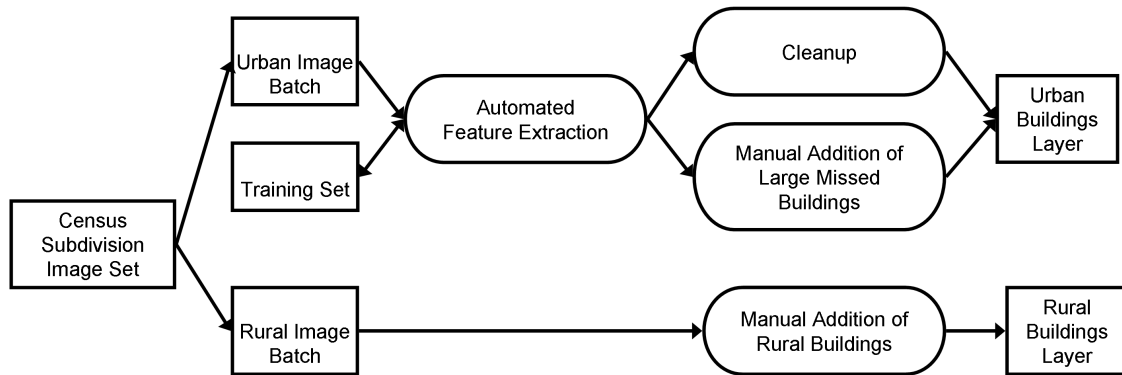 Census
Subdivision
Image Set
Urban Image
Batch
Training Set
Rural Image
Batch
Automated
Feature Extraction
Cleanup
Manual Addition of
Large Missed
Buildings
Manual Addition of
Rural Buildings
Urban
Buildings
Layer
Rural
Buildings
Layer